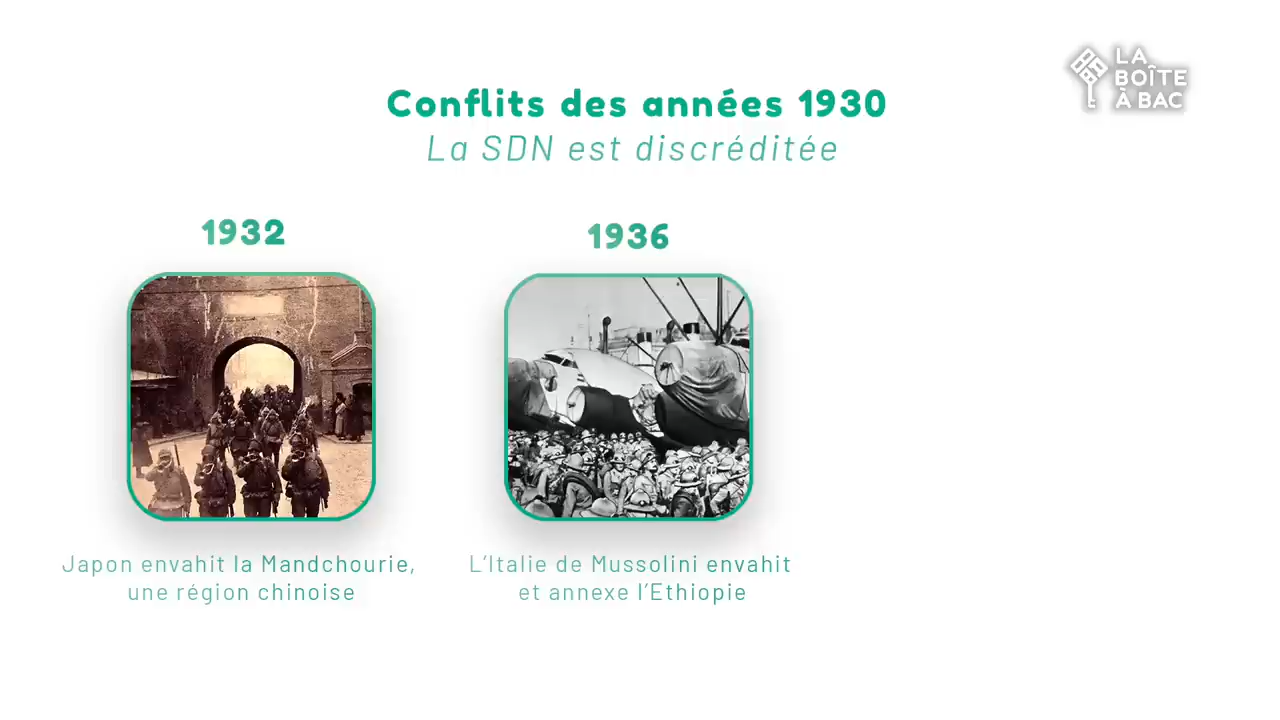 LA
BOÎTE
À BAC
Conflits des années 1930
La SDN est discréditée
1932
1936
Japon envahit la Mandchourie,
une région chinoise
L'Italie de Mussolini envahit
et annexe l'Ethiopie